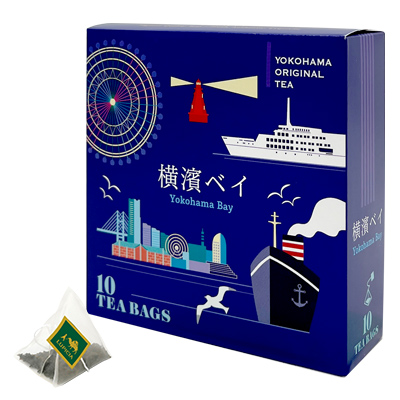 YOKOHAMA
ORIGINAL
TEA
横濱ベイ
Yokohama Bay
10
TEA BAGS
横濱ベイ
Yokohama Bay
10
TEA BAGS
LUPICIA